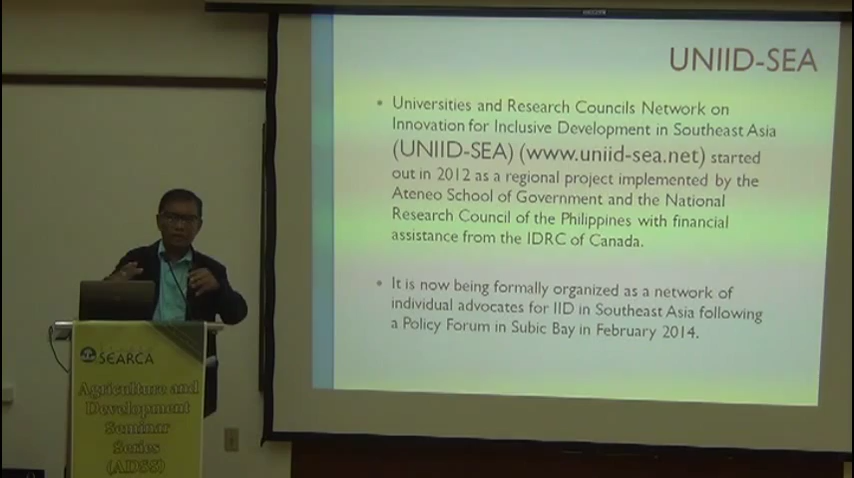 UNIID-SEA
• Universities and Research Councils Network on
Innovation for Inclusive Development in Southeast Asia
(UNIID-SEA) (www.uniid-sea.net) started
out in 2012 as a regional project implemented by the
Ateneo School of Government and the National
Research Council of the Philippines with financial
assistance from the IDRC of Canada.
• It is now being formally organized as a network of
individual advocates for IID in Southeast Asia following
a Policy Forum in Subic Bay in February 2014.
SEARCA
Agriculture and
Development
Seminar
Series
(ADSS)